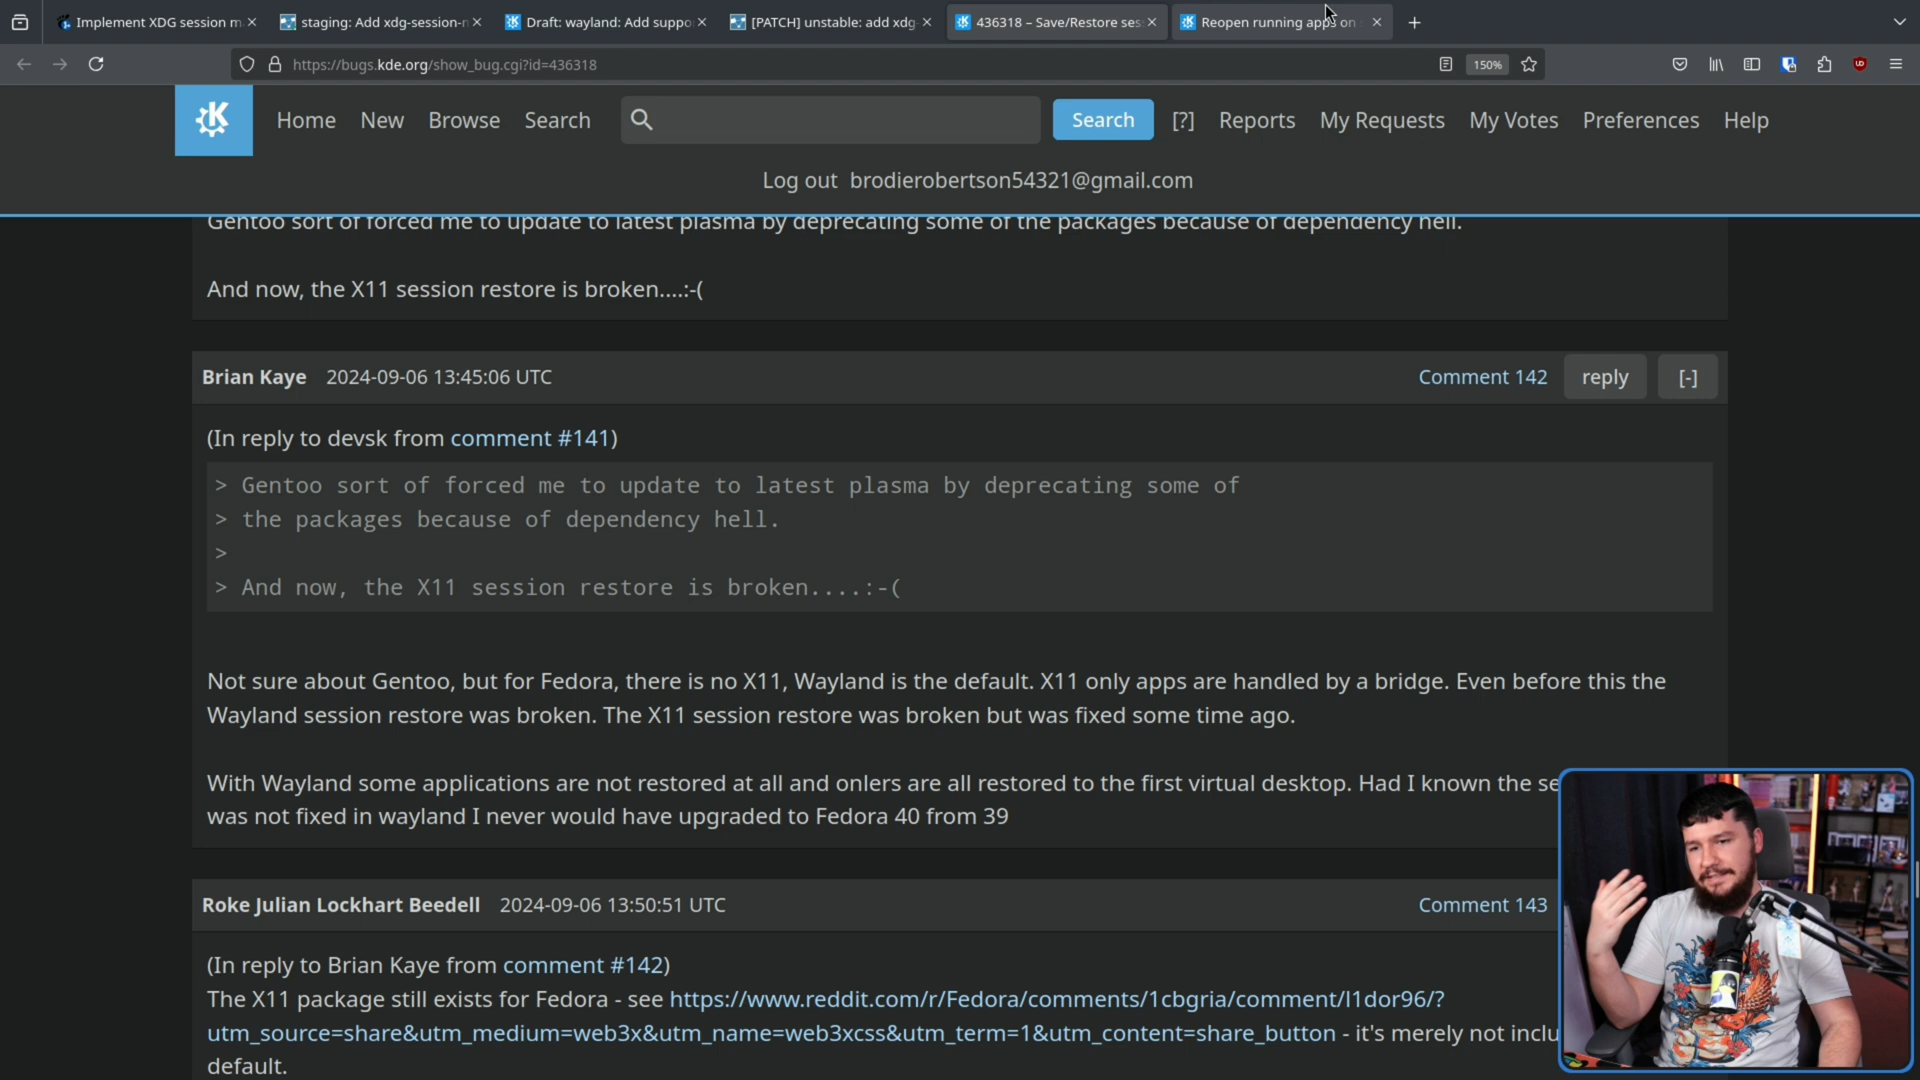 Implement XDG session m
staging: Add xdg-session-r
Draft: wayland: Add suppo
[PATCH] unstable: add xdg
436318 – Save/Restore ses
Reopen running apps on
https://bugs.kde.org/show_bug.cgi?id=436318
150%
Home New Browse Search Search [?] Reports My Requests My Votes Preferences Help
Log out brodierobertson54321@gmail.com
Gentoo sort of forced me to update to latest plasma by deprecating some of the packages because of dependency hell.
And now, the X11 session restore is broken....:-(
Brian Kaye 2024-09-06 13:45:06 UTC Comment 142 reply [-]
(In reply to devsk from comment #141)
> Gentoo sort of forced me to update to latest plasma by deprecating some of
> the packages because of dependency hell.
>
> And now, the X11 session restore is broken....:-(
Not sure about Gentoo, but for Fedora, there is no X11, Wayland is the default. X11 only apps are handled by a bridge. Even before this the
Wayland session restore was broken. The X11 session restore was broken but was fixed some time ago.
With Wayland some applications are not restored at all and onlers are all restored to the first virtual desktop. Had I known the se
was not fixed in wayland I never would have upgraded to Fedora 40 from 39
Roke Julian Lockhart Beedell 2024-09-06 13:50:51 UTC Comment 143
(In reply to Brian Kaye from comment #142)
The X11 package still exists for Fedora - see https://www.reddit.com/r/Fedora/comments/1cbgria/comment/l1dor96/?
utm_source=share&utm_medium=web3x&utm_name=web3xcss&utm_term=1&utm_content=share_button - it's merely not inclu
default.